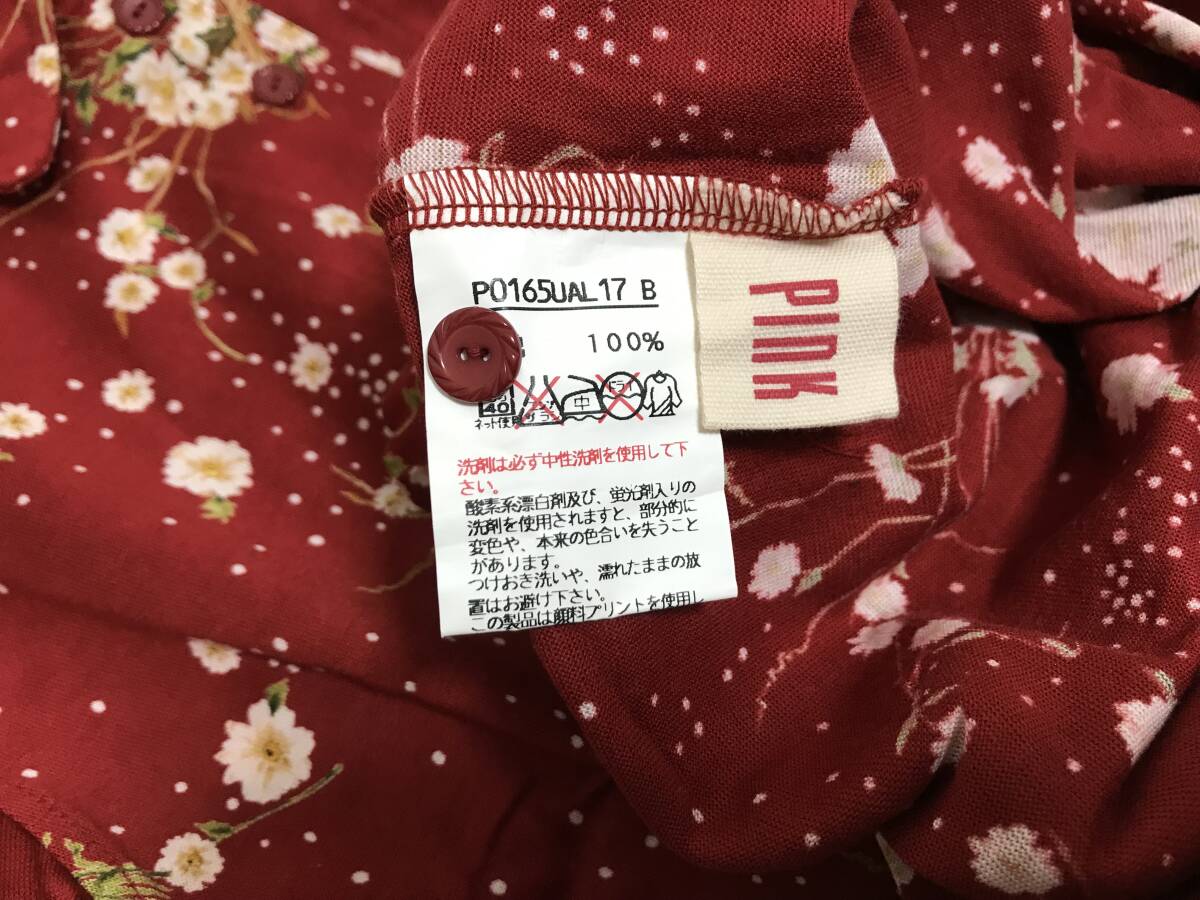 P0165UAL17 B
100%
40 中 ドライ
ネット使用
洗剤は必ず中性洗剤を使用して下
さい。
酸素系漂白剤及び、蛍光剤入りの
洗剤を使用されますと、部分的に
変色や、本来の色合いを失うこと
があります。
つけおき洗いや、濡れたままの放
置はお避け下さい。
この製品は顔料プリントを使用し
PINK